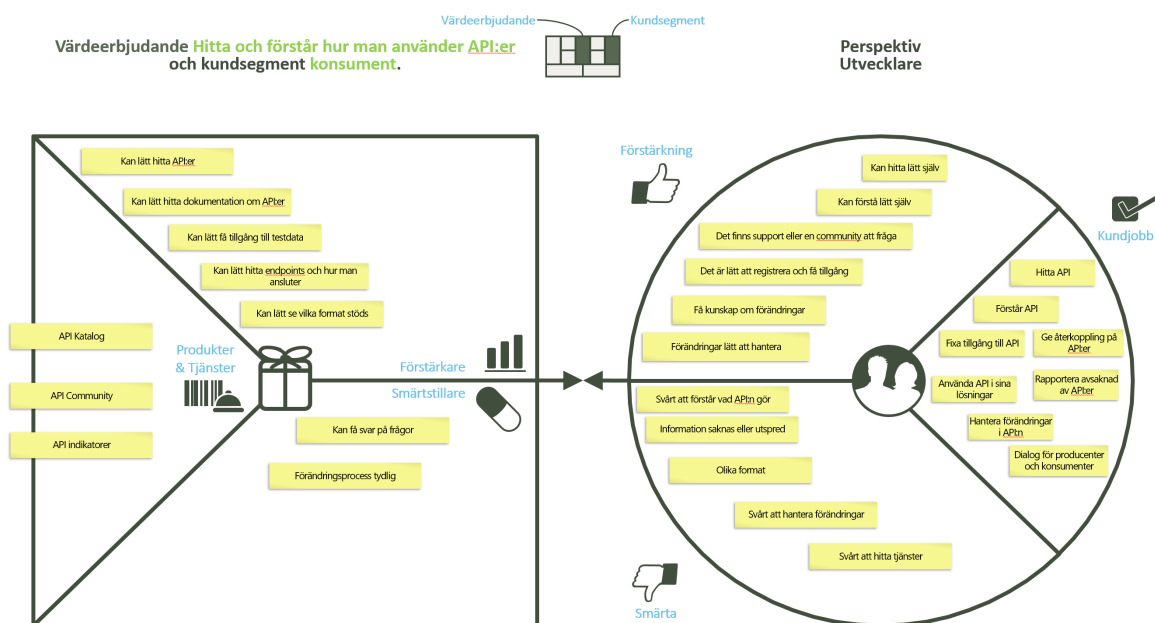 Värdeerbjudande
Kundsegment
Värdeerbjudande Hitta och förstår hur man använder API:er
och kundsegment konsument.
Perspektiv
Utvecklare
Kan lätt hitta API:er
Kan lätt hitta dokumentation om API:er
Kan lätt få tillgång till testdata
Kan lätt hitta endpoints och hur man
ansluter
Kan lätt se vilka format stöds
API Katalog
API Community
API indikatorer
Produkter
& Tjänster
Förstärkare
Smärtstillare
Kan få svar på frågor
Förändringsprocess tydlig
Förstärkning
Kan hitta lätt själv
Kan förstå lätt själv
Det finns support eller en community att fråga
Det är lätt att registrera och få tillgång
Få kunskap om förändringar
Förändringar lätt att hantera
Svårt att förstår vad API:n gör
Information saknas eller utspred
Olika format
Svårt att hantera förändringar
Svårt att hitta tjänster
Smärta
Kundjobb
Hitta API
Förstår API
Fixa tillgång till API
Ge återkoppling på
API:er
Använda API i sina
lösningar
Rapportera avsaknad
av API:er
Hantera förändringar
i API:n
Dialog för producenter
och konsumenter